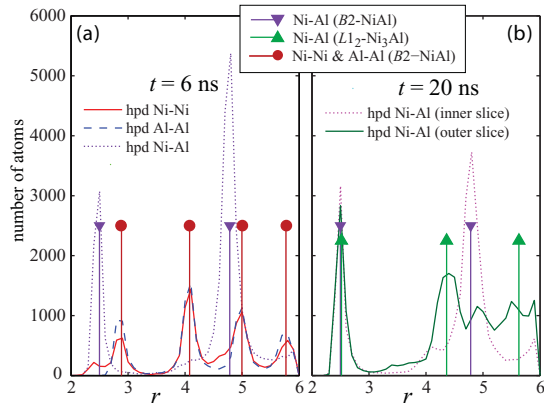 Ni-Al (B2-NiAl)
Ni-Al (L1₂-Ni₃Al)
Ni-Ni & Al-Al (B2−NiAl)
(a)
t = 6 ns
hpd Ni-Ni
hpd Al-Al
hpd Ni-Al
number of atoms
6000
5000
4000
3000
2000
1000
0
2 3 4 5 6
r
(b)
t = 20 ns
hpd Ni-Al (inner slice)
hpd Ni-Al (outer slice)
2 3 4 5 6
r